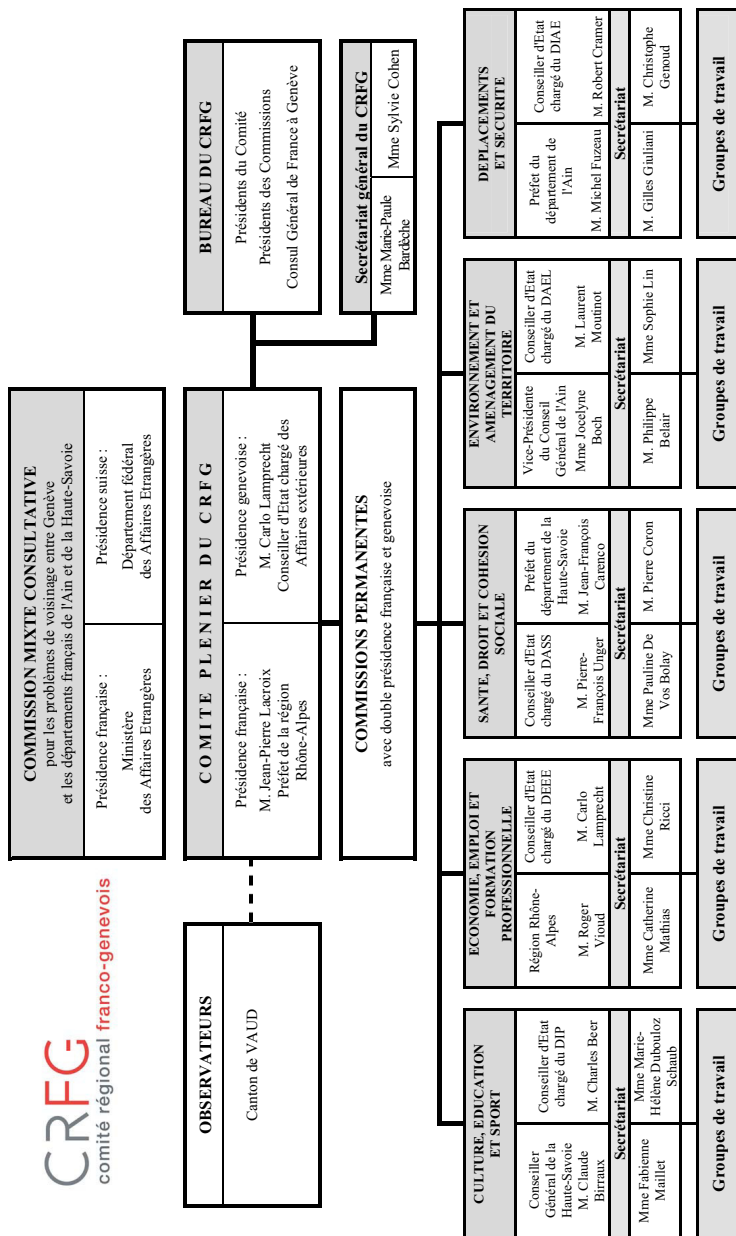 CRFG
comité régional franco-genevois
COMMISSION MIXTE CONSULTATIVE
pour les problèmes de voisinage entre Genève
et les départements français de l'Ain et de la Haute-Savoie
Présidence française :
Ministère
des Affaires Etrangères
Présidence suisse :
Département fédéral
des Affaires Etrangères
OBSERVATEURS
Canton de VAUD
COMITE PLENIER DU CRFG
Présidence française :
M. Jean-Pierre Lacroix
Préfet de la région
Rhône-Alpes
Présidence genevoise :
M. Carlo Lamprecht
Conseiller d'Etat chargé des
Affaires extérieures
BUREAU DU CRFG
Présidents du Comité
Présidents des Commissions
Consul Général de France à Genève
Secrétariat général du CRFG
Mme Marie-Paule
Bardèche
Mme Sylvie Cohen
COMMISSIONS PERMANENTES
avec double présidence française et genevoise
CULTURE, EDUCATION
ET SPORT
Conseiller
Général de la
Haute-Savoie
M. Claude
Birraux
Conseiller d'Etat
chargé du DIP
M. Charles Beer
Secrétariat
Mme Fabienne
Maillet
Mme Marie-
Hélène Dubouloz
Schaub
Groupes de travail
ECONOMIE, EMPLOI ET
FORMATION
PROFESSIONNELLE
Région Rhône-
Alpes
M. Roger
Vioud
Conseiller d'Etat
chargé du DEEE
M. Carlo
Lamprecht
Secrétariat
Mme Catherine
Mathias
Mme Christine
Ricci
Groupes de travail
SANTE, DROIT ET COHESION
SOCIALE
Conseiller d'Etat
chargé du DASS
M. Pierre-
François Unger
Préfet du
département de la
Haute-Savoie
M. Jean-François
Carenco
Secrétariat
Mme Pauline De
Vos Bolay
M. Pierre Coron
Groupes de travail
ENVIRONNEMENT ET
AMENAGEMENT DU
TERRITOIRE
Vice-Présidente
du Conseil
Général de l'Ain
Mme Jocelyne
Boch
Conseiller d'Etat
chargé du DAEL
M. Laurent
Moutinot
Secrétariat
M. Philippe
Belair
Mme Sophie Lin
Groupes de travail
DEPLACEMENTS
ET SECURITE
Préfet du
département de
l'Ain
M. Michel Fuzeau
Conseiller d'Etat
chargé du DIAE
M. Robert Cramer
Secrétariat
M. Gilles Giuliani
M. Christophe
Genoud
Groupes de travail